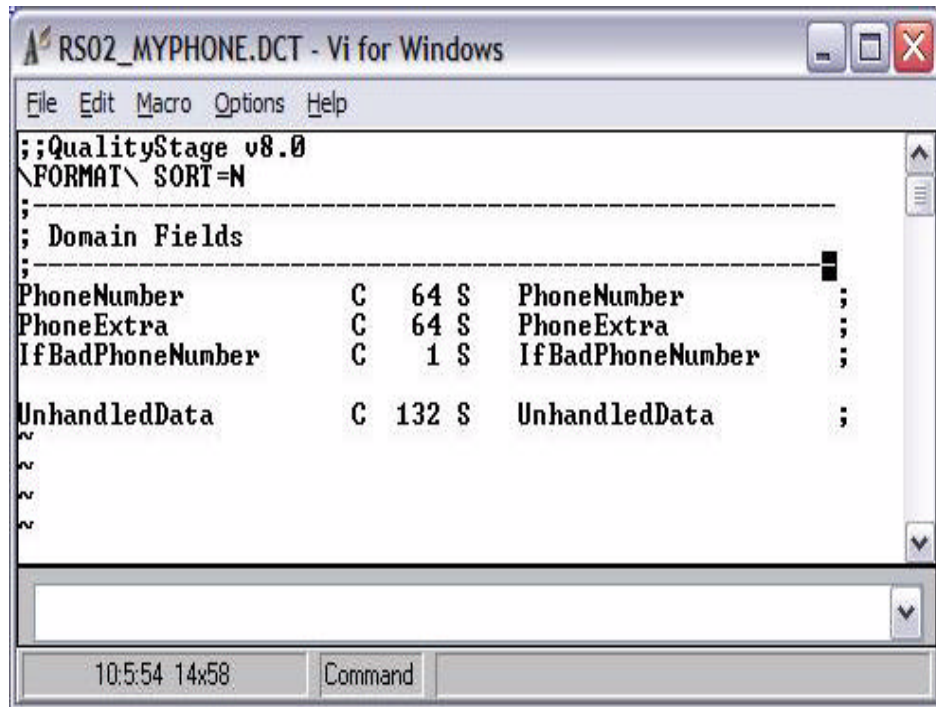 RS02_MYPHONE.DCT - Vi for Windows
File Edit Macro Options Help
;;QualityStage v8.0
\FORMAT\ SORT=N
;---------------------------------------------------------
; Domain Fields
;---------------------------------------------------------
PhoneNumber C 64 S PhoneNumber ;
PhoneExtra C 64 S PhoneExtra ;
IfBadPhoneNumber C 1 S IfBadPhoneNumber ;
UnhandledData C 132 S UnhandledData ;
~
~
~
~
10:5:54 14x58 Command